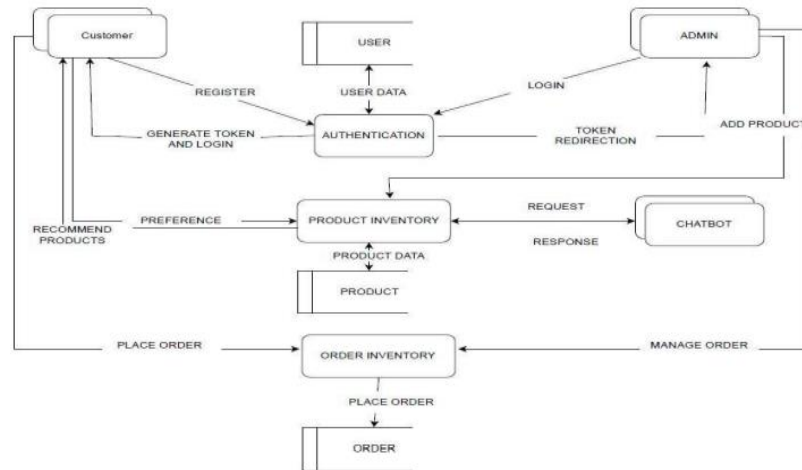 Customer
USER
ADMIN
REGISTER
USER DATA
LOGIN
GENERATE TOKEN
AND LOGIN
AUTHENTICATION
TOKEN
REDIRECTION
ADD PRODUCT
RECOMMEND
PRODUCTS
PREFERENCE
PRODUCT INVENTORY
REQUEST
RESPONSE
CHATBOT
PRODUCT DATA
PRODUCT
PLACE ORDER
ORDER INVENTORY
MANAGE ORDER
PLACE ORDER
ORDER